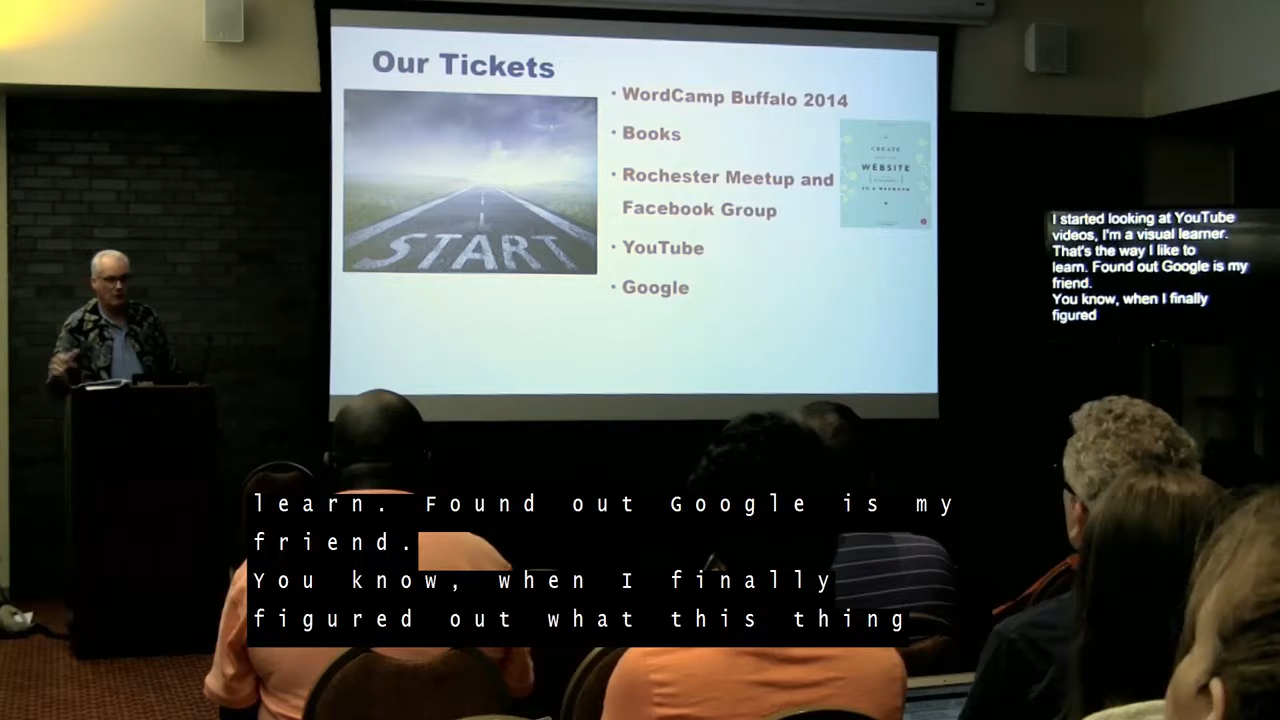 Our Tickets
START
• WordCamp Buffalo 2014
• Books
• Rochester Meetup and
Facebook Group
• YouTube
• Google
CREATE
WEBSITE
I started looking at YouTube
videos, I'm a visual learner.
That's the way I like to
learn. Found out Google is my
friend.
You know, when I finally
figured
learn. Found out Google is my
friend.
You know, when I finally
figured out what this thing